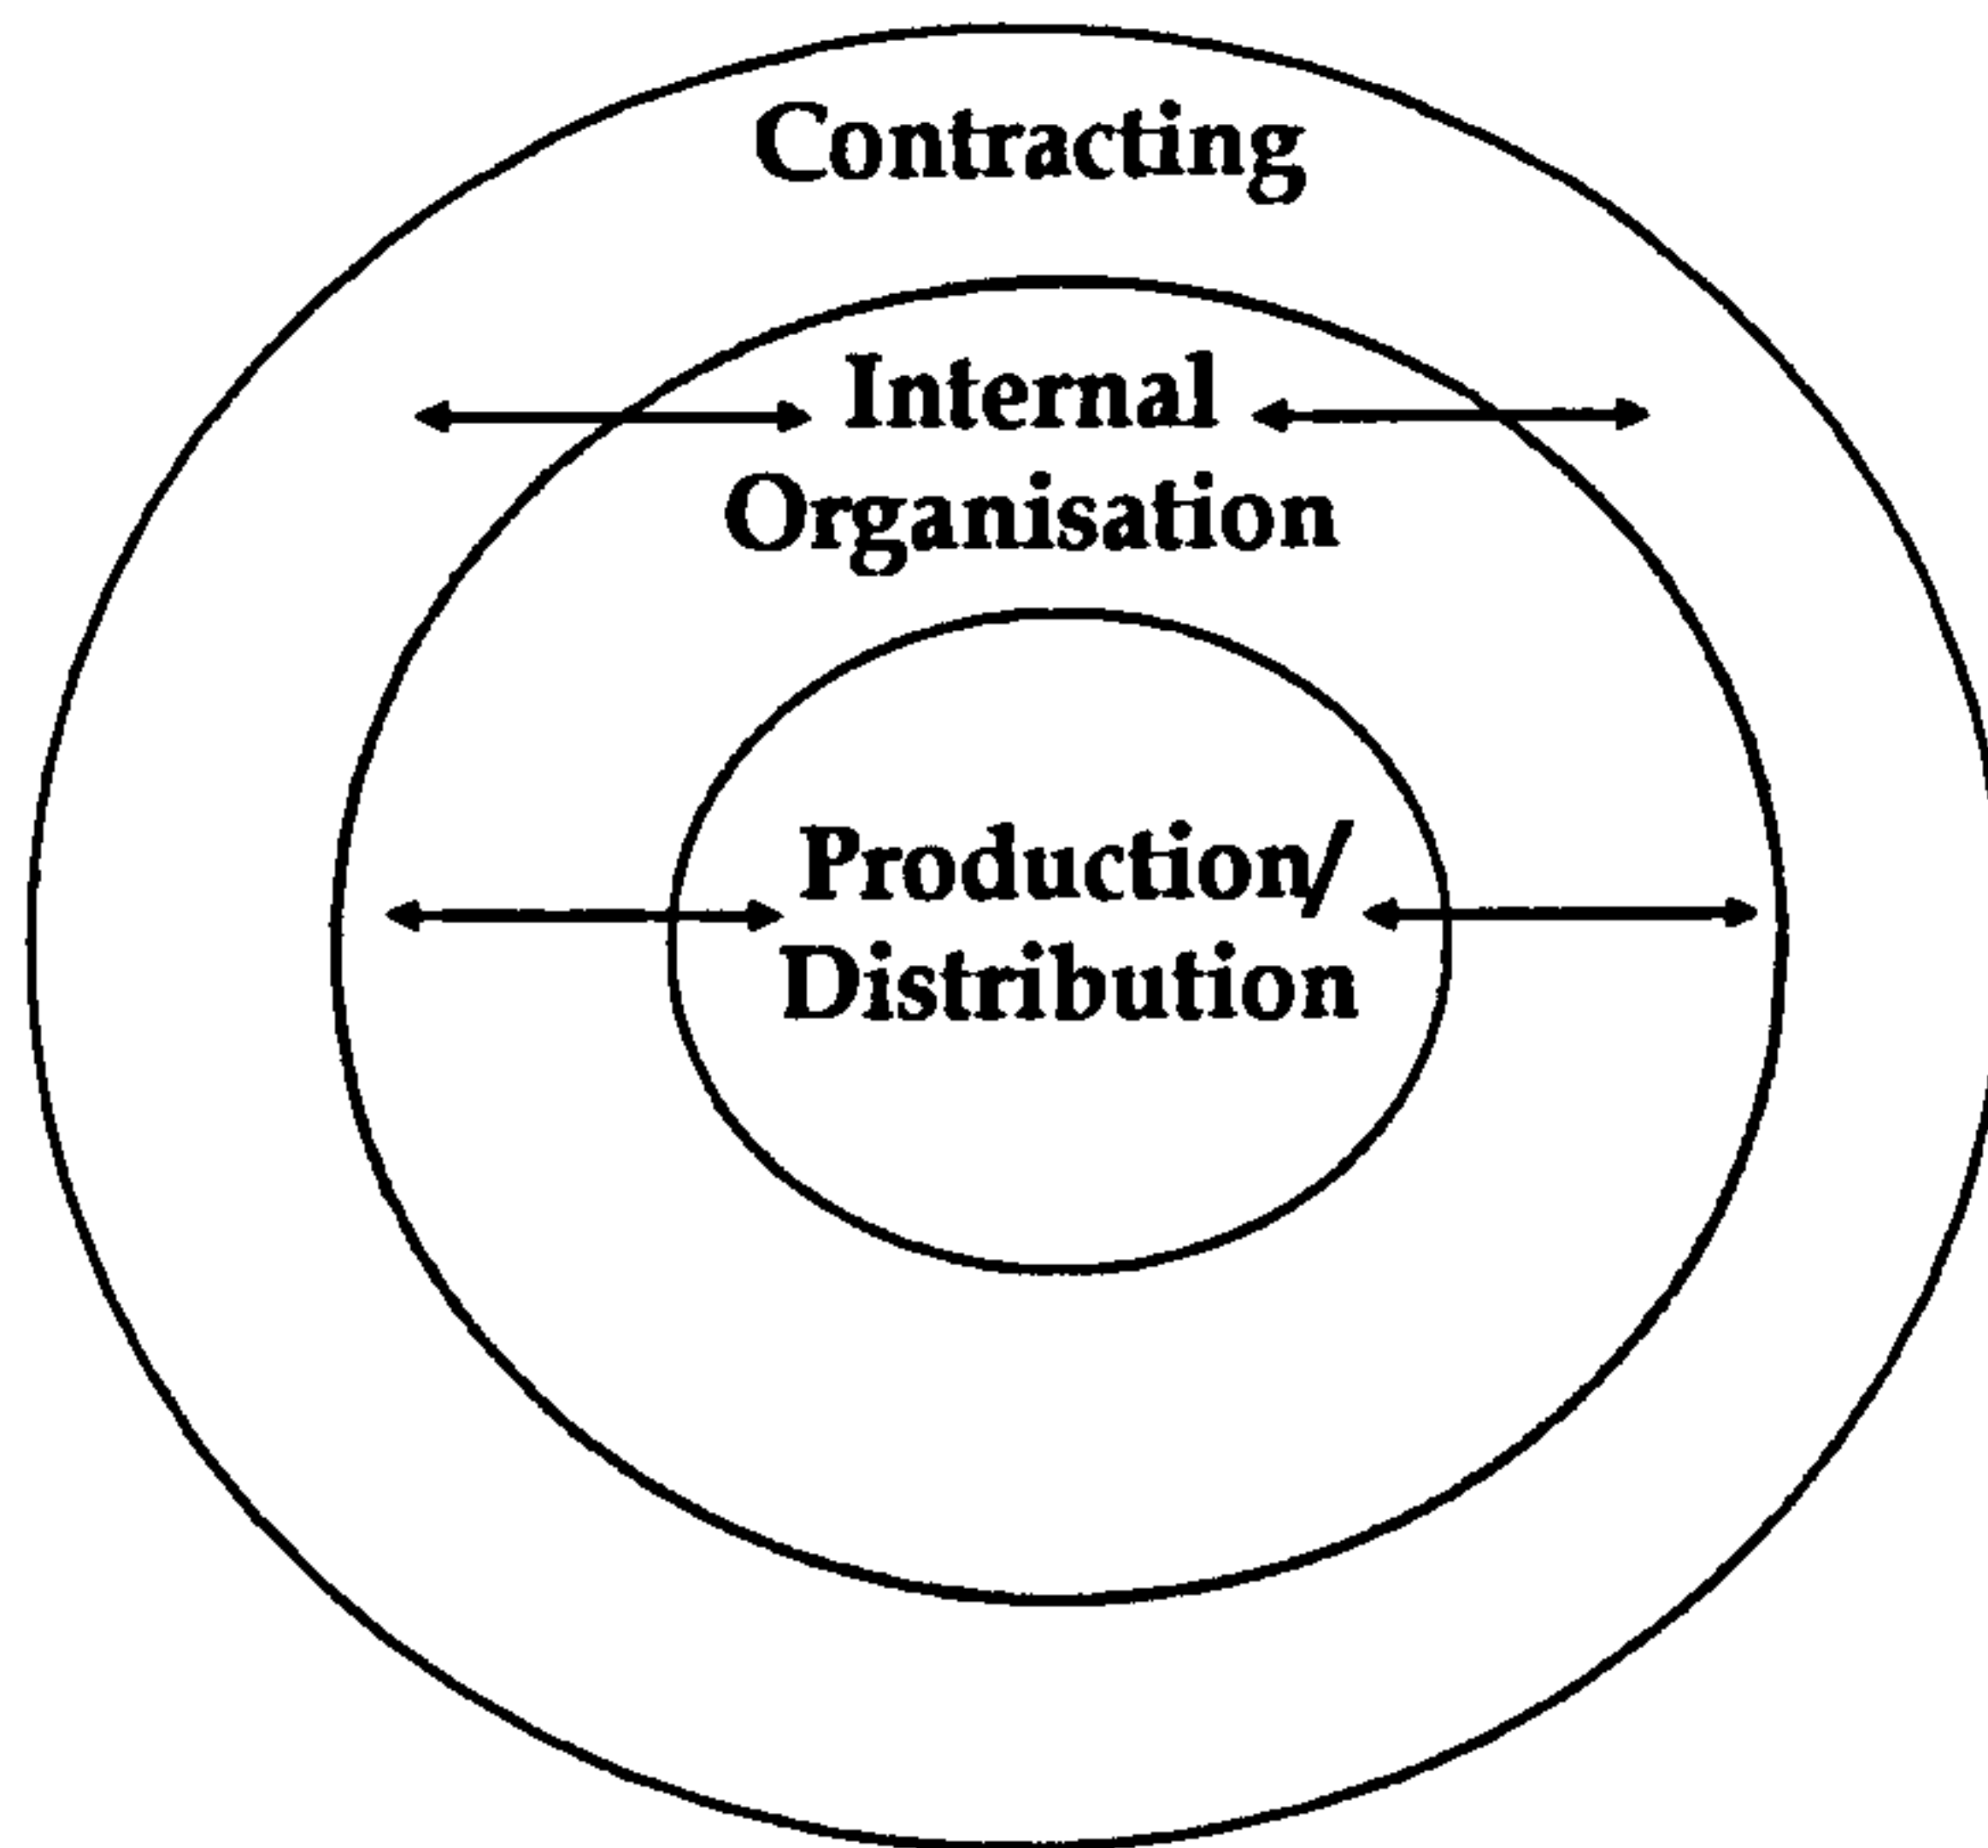 Contracting
Internal
Organisation
Production/
Distribution